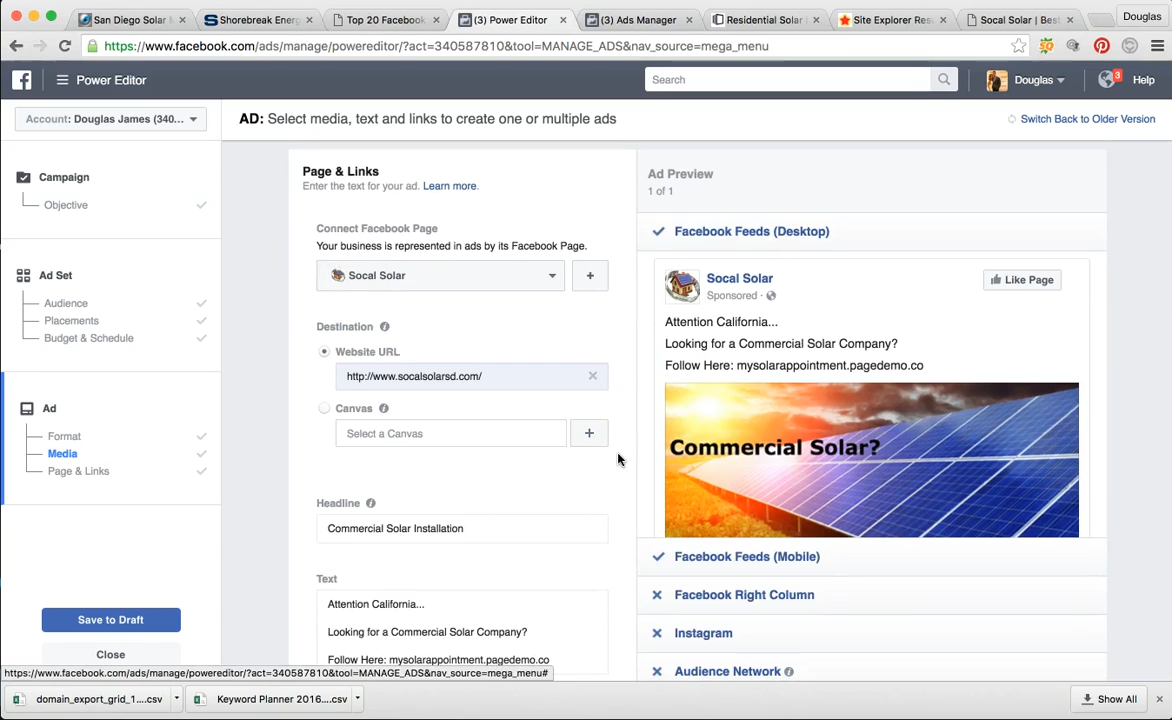 San Diego Solar M
Shorebreak Energ
Top 20 Facebook
(3) Power Editor
(3) Ads Manager
Residential Solar
Site Explorer Res
Socal Solar | Bes
Douglas
https://www.facebook.com/ads/manage/powereditor/?act=340587810&tool=MANAGE_ADS&nav_source=mega_menu
Power Editor
Search
Douglas
3
Help
Account: Douglas James (340...
AD: Select media, text and links to create one or multiple ads
Switch Back to Older Version
Campaign
Objective
Ad Set
Audience
Placements
Budget & Schedule
Ad
Format
Media
Page & Links
Save to Draft
Close
Page & Links
Enter the text for your ad. Learn more.
Connect Facebook Page
Your business is represented in ads by its Facebook Page.
Socal Solar
Destination
Website URL
http://www.socalsolarsd.com/
Canvas
Select a Canvas
Headline
Commercial Solar Installation
Text
Attention California...
Looking for a Commercial Solar Company?
Follow Here: mysolarappointment.pagedemo.co
Ad Preview
1 of 1
Facebook Feeds (Desktop)
Socal Solar
Sponsored
Like Page
Attention California...
Looking for a Commercial Solar Company?
Follow Here: mysolarappointment.pagedemo.co
Commercial Solar?
Facebook Feeds (Mobile)
Facebook Right Column
Instagram
Audience Network
https://www.facebook.com/ads/manage/powereditor/?act=340587810&tool=MANAGE_ADS&nav_source=mega_menu#
domain_export_grid_1....csv
Keyword Planner 2016....csv
Show All